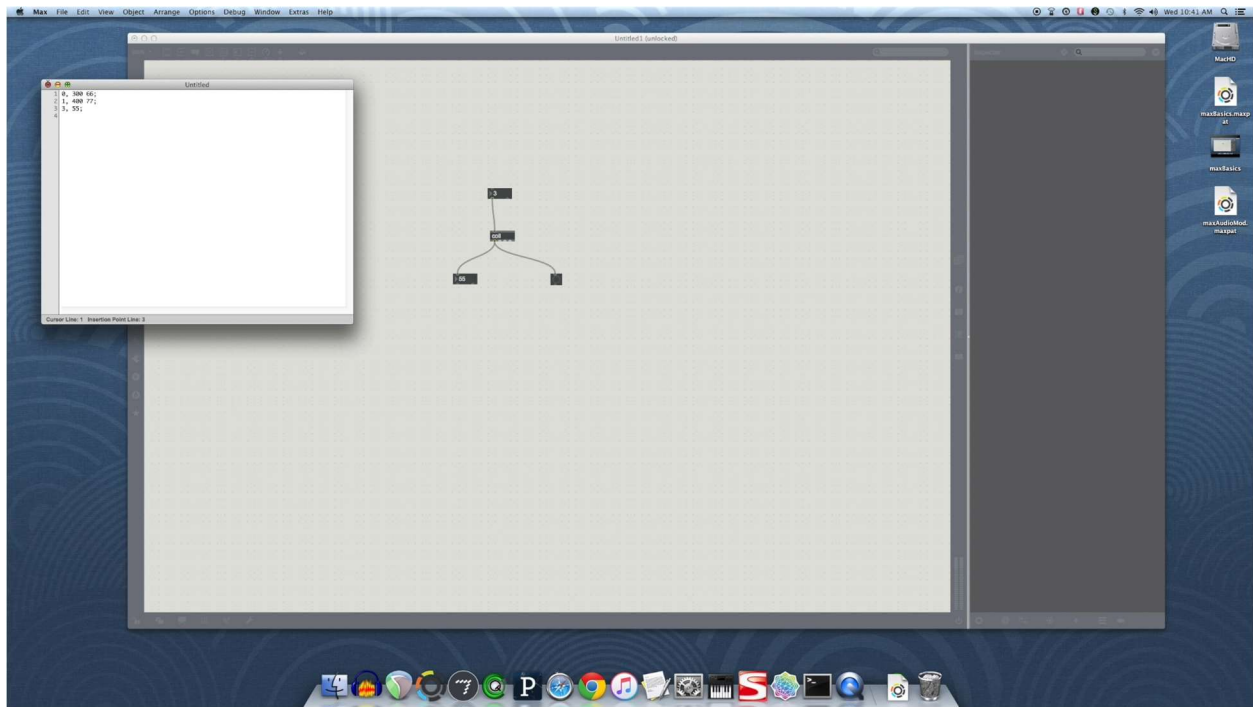 Max File Edit View Object Arrange Options Debug Window Extras Help
Wed 10:41 AM
Untitled1 (unlocked)
MacHD
Untitled
1 0, 300 66;
2 1, 400 77;
3 3, 55;
4
maxBasics.maxp
at
maxBasics
3
maxAudioMod.
maxpat
coll
55
Cursor Line: 1 Insertion Point Line: 3
P
S